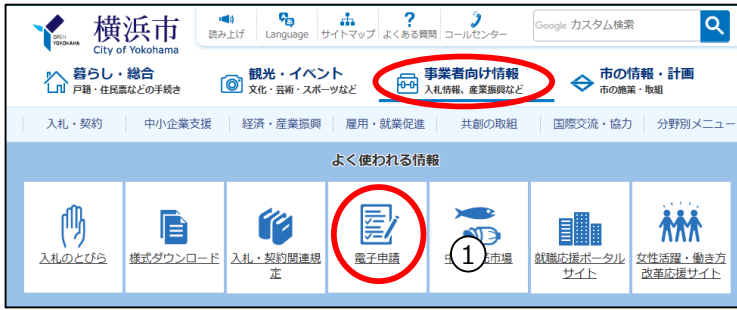 OPEN
YOKOHAMA
横浜市
City of Yokohama
読み上げ
Language
サイトマップ
よくある質問
コールセンター
Google カスタム検索
暮らし・総合
戸籍・住民票などの手続き
観光・イベント
文化・芸術・スポーツなど
事業者向け情報
入札情報、産業振興など
市の情報・計画
市の施策・取組
入札・契約
中小企業支援
経済・産業振興
雇用・就業促進
共創の取組
国際交流・協力
分野別メニュー
よく使われる情報
入札のとびら
様式ダウンロード
入札・契約関連規
定
電子申請
①
市場
就職応援ポータル
サイト
女性活躍・働き方
改革応援サイト